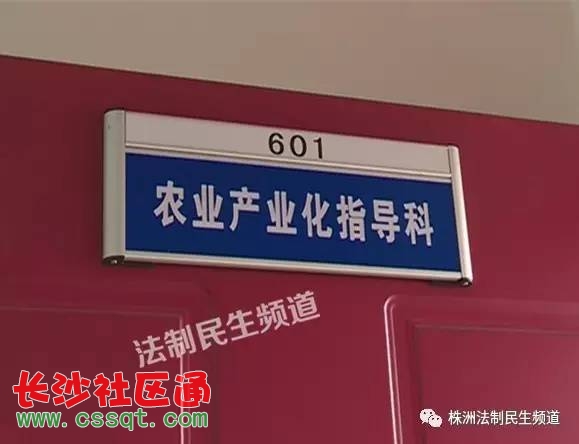 601
农业产业化指导科
法制民生频道
长沙社区通
www.cssqt.com
株洲法制民生频道